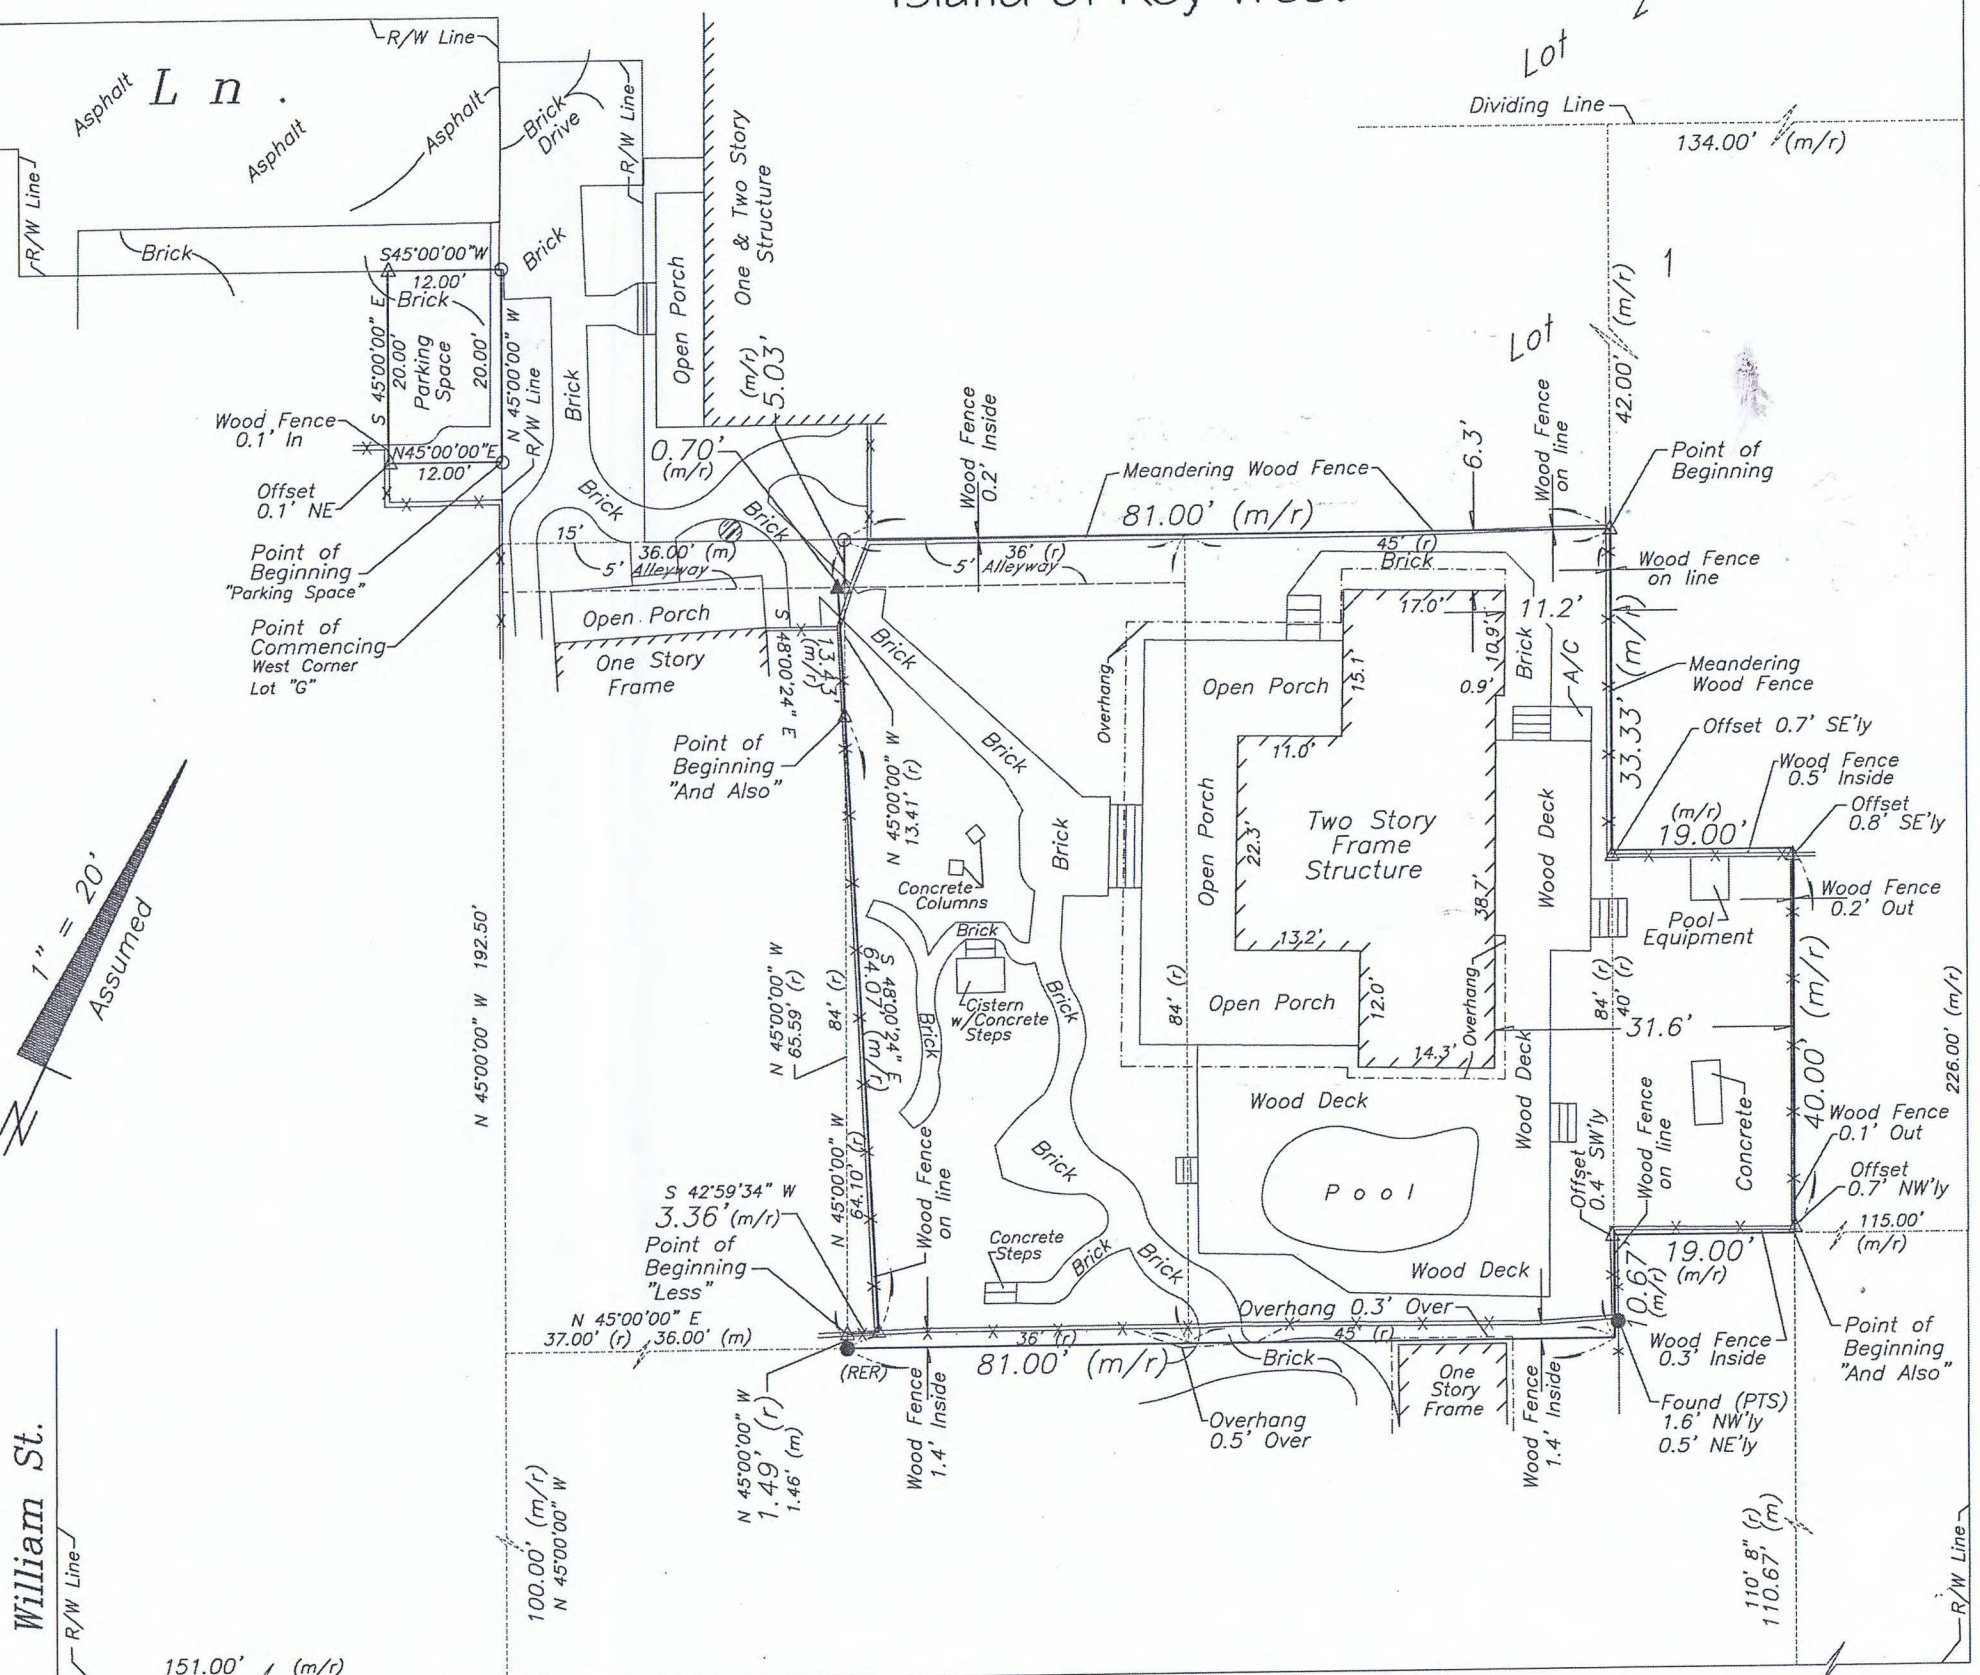 Island of Key West
R/W Line
L n .
Asphalt
Asphalt
Asphalt
Brick
Drive
R/W Line
R/W Line
One & Two Story
Structure
Lot
Dividing Line
134.00' (m/r)
Brick
S45°00'00"W
12.00'
Brick
Brick
S 45°00'00" E
20.00'
Parking
Space
20.00'
N 45°00'00" W
R/W Line
Brick
Open Porch
(m/r)
5.03'
1
Lot
42.00' (m/r)
Wood Fence
0.1' In
N45°00'00"E
12.00'
Offset
0.1' NE
0.70'
(m/r)
Wood Fence
0.2' Inside
Meandering Wood Fence
81.00' (m/r)
6.3'
Wood Fence
on line
Point of
Beginning
Brick
Brick
15'
36.00' (m)
5' Alleyway
36' (r)
5' Alleyway
45' (r)
Brick
Wood Fence
on line
Point of
Beginning
"Parking Space"
Point of
Commencing
West Corner
Lot "G"
Open Porch
One Story
Frame
S 48°00'24" E
13.43'
(m/r)
Brick
Overhang
Open Porch
15.1
17.0'
10.9'
0.9'
11.2'
Brick
A/C
33.33' (m/r)
Meandering
Wood Fence
Offset 0.7' SE'ly
Point of
Beginning
"And Also"
N 45°00'00" W
13.41' (r)
Brick
11.0'
Wood Fence
0.5' Inside
(m/r)
19.00'
Offset
0.8' SE'ly
1" = 20'
Assumed
N
Brick
Open Porch
22.3'
Two Story
Frame
Structure
38.7'
Wood Deck
Concrete
Columns
Brick
Pool
Equipment
Wood Fence
0.2' Out
N 45°00'00" W 192.50'
N 45°00'00" W
65.59' (r)
84' (r)
S 48°00'24" E
64.07' (m/r)
Brick
Cistern
w/Concrete
Steps
Brick
84' (r)
13.2'
Open Porch
12.0'
14.3'
Overhang
84' (r)
40' (r)
31.6'
40.00' (m/r)
226.00' (m/r)
Wood Deck
Wood Deck
Pool
Brick
Offset
0.4' SW'ly
Wood Fence
on line
Concrete
Wood Fence
0.1' Out
Offset
0.7' NW'ly
115.00'
(m/r)
S 42°59'34" W
3.36' (m/r)
N 45°00'00" W
64.10' (r)
Wood Fence
on line
Point of
Beginning
"Less"
Concrete
Steps
Brick
Brick
Wood Deck
19.00'
(m/r)
10.67'
(m/r)
N 45°00'00" E
37.00' (r) 36.00' (m)
Overhang 0.3' Over
36' (r)
45' (r)
81.00' (m/r)
(RER)
Brick
Wood Fence
0.3' Inside
Point of
Beginning
"And Also"
N 45°00'00" W
1.49' (r)
1.46' (m)
Wood Fence
1.4' Inside
Overhang
0.5' Over
One
Story
Frame
Wood Fence
1.4' Inside
Found (PTS)
1.6' NW'ly
0.5' NE'ly
William St.
R/W Line
100.00' (m/r)
N 45°00'00" W
110' 8" (r)
110.67' (m)
R/W Line
151.00' (m/r)